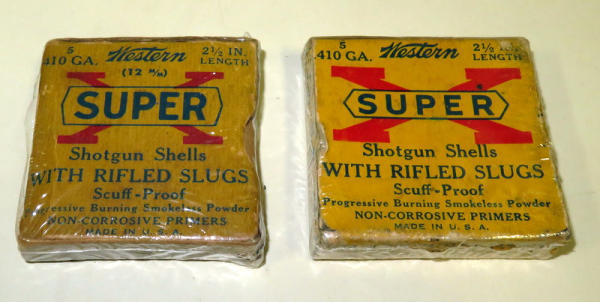 5 Western 2½ IN.
.410 GA. LENGTH
(12 M/M)
SUPER X
Shotgun Shells
WITH RIFLED SLUGS
Scuff-Proof
Progressive Burning Smokeless Powder
NON-CORROSIVE PRIMERS
MADE IN U. S. A.
5 Western 2½ IN.
.410 GA. LENGTH
SUPER X
Shotgun Shells
WITH RIFLED SLUGS
Scuff-Proof
Progressive Burning Smokeless Powder
NON-CORROSIVE PRIMERS
MADE IN U. S. A.